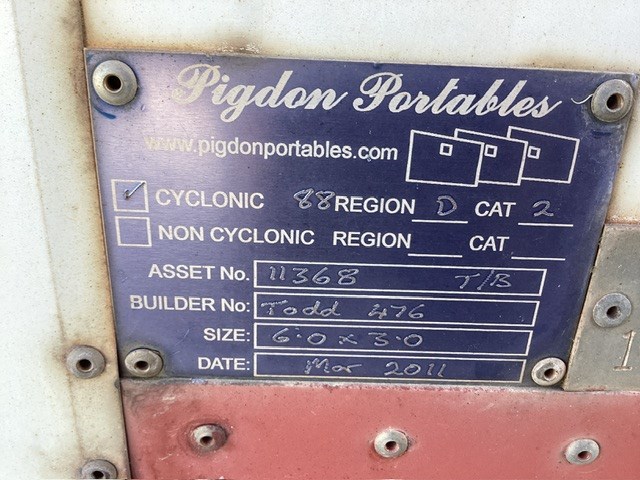 Pigdon Portables
www.pigdonportables.com
CYCLONIC 88 REGION D CAT 2
NON CYCLONIC REGION CAT
ASSET No. 11368 T/B
BUILDER No: Todd 476
SIZE: 6.0 x 3.0
DATE: Mar 2011
1